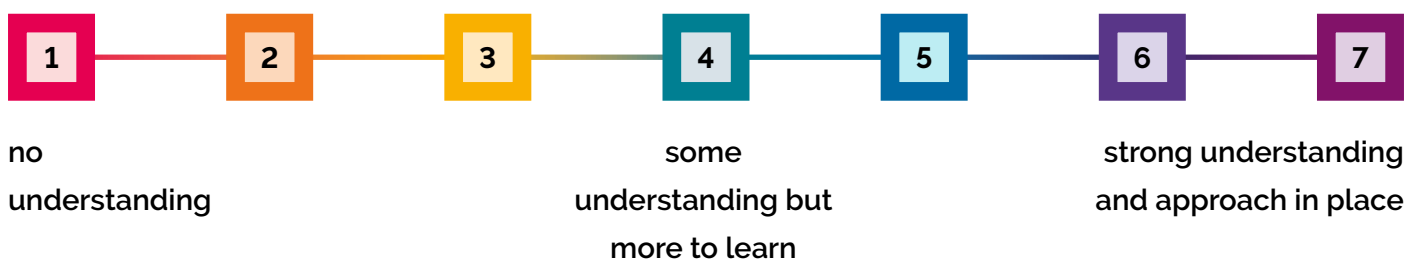 1 2 3 4 5 6 7
no
understanding
some
understanding but
more to learn
strong understanding
and approach in place